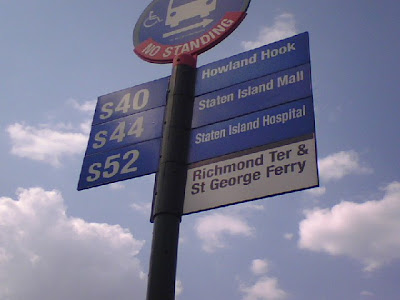 NO STANDING
S40
Howland Hook
S44
Staten Island Mall
S52
Staten Island Hospital
Richmond Ter &
St George Ferry